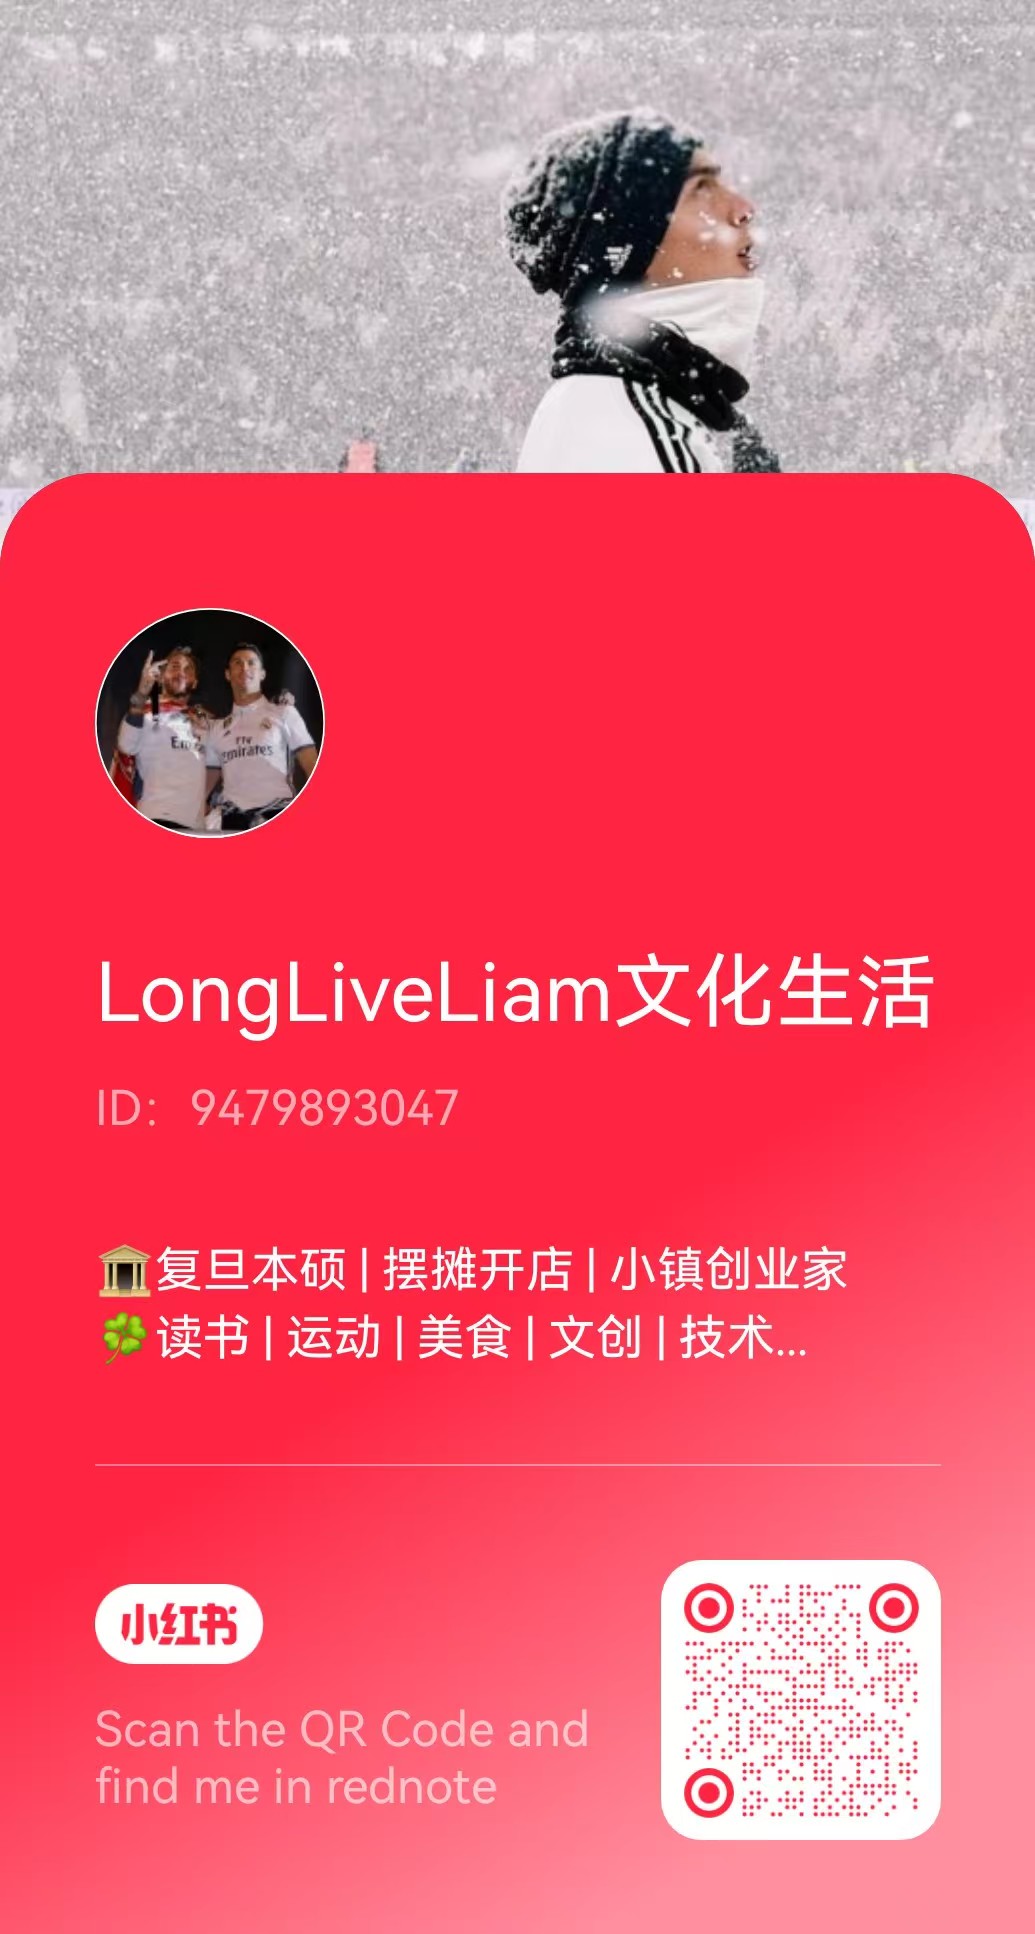 Fly
Emirates
LongLiveLiam文化生活
ID： 9479893047
🏛️复旦本硕 | 摆摊开店 | 小镇创业家
🍀读书 | 运动 | 美食 | 文创 | 技术...
小红书
Scan the QR Code and
find me in rednote